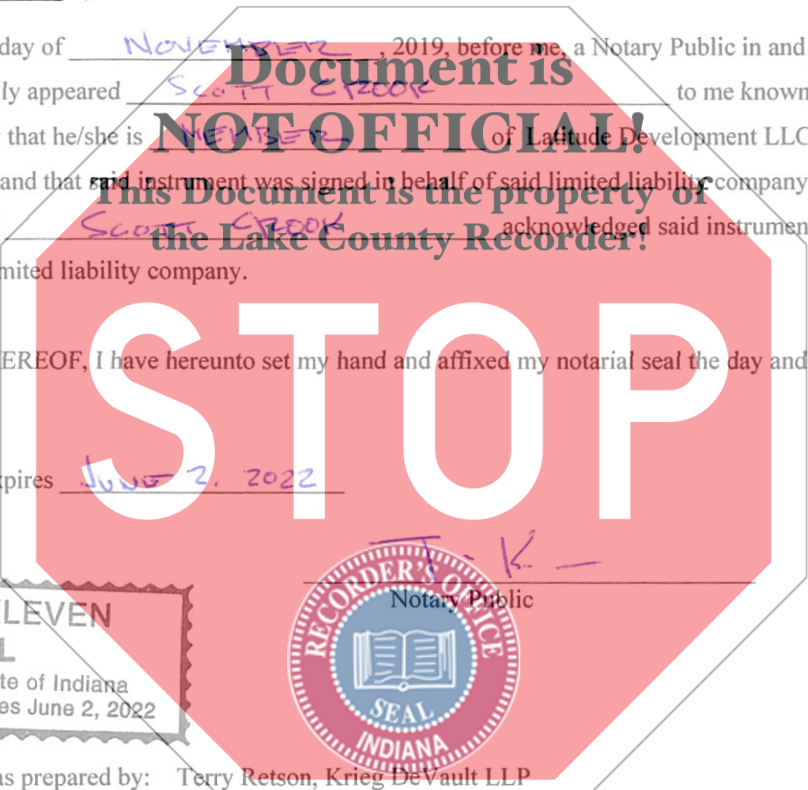 day of NOVEMBER , 2019, before me, a Notary Public in and
ly appeared SCOTT CROOK to me known
that he/she is MEMBER of Latitude Development LLC
and that said instrument was signed in behalf of said limited liability company
SCOTT CROOK acknowledged said instrumen
mited liability company.
Document is
NOT OFFICIAL!
This Document is the property of
the Lake County Recorder!
STOP
EREOF, I have hereunto set my hand and affixed my notarial seal the day and
xpires JUNE 2, 2022
Notary Public
RECORDER'S OFFICE
SEAL
INDIANA
LEVEN
L
te of Indiana
es June 2, 2022
as prepared by: Terry Retson, Krieg DeVault LLP